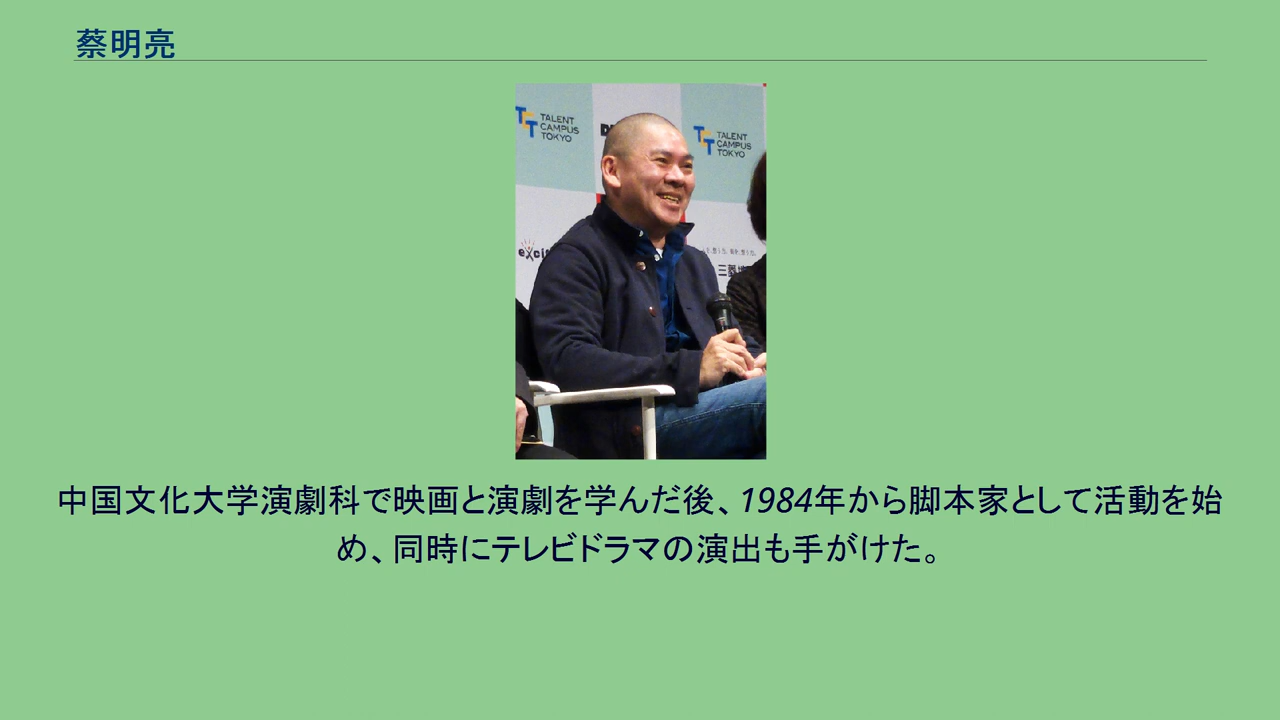 蔡明亮
TALENT
CAMPUS
TOKYO
TALENT
CAMPUS
TOKYO
中国文化大学演劇科で映画と演劇を学んだ後、1984年から脚本家として活動を始
め、同時にテレビドラマの演出も手がけた。